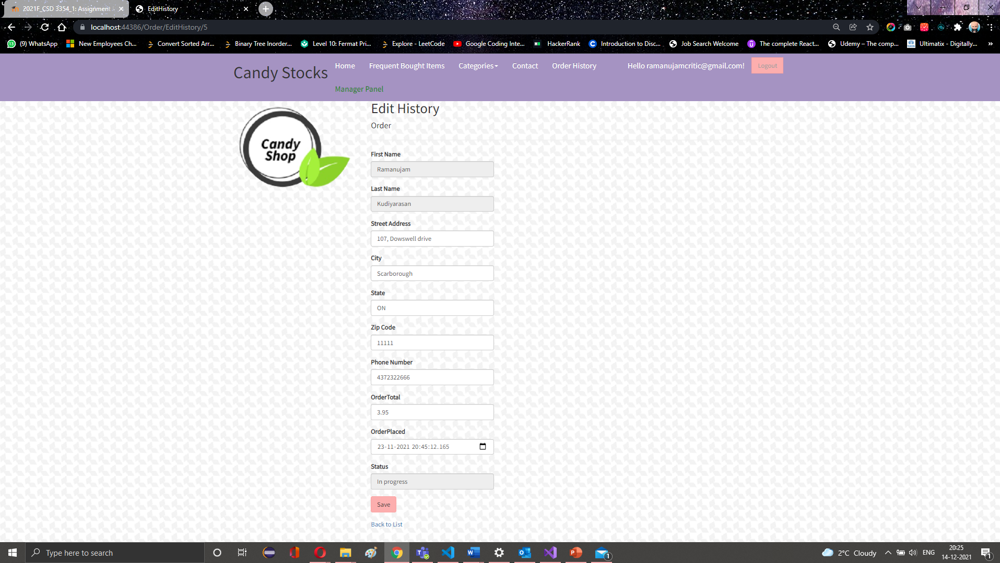 2021F_CSD 3354_1: Assignment
EditHistory
localhost:44386/Order/EditHistory/5
(9) WhatsApp
New Employees Ch...
Convert Sorted Arr...
Binary Tree Inorder...
Level 10: Fermat Pri...
Explore - LeetCode
Google Coding Inte...
HackerRank
Introduction to Disc...
Job Search Welcome
The complete React...
Udemy – The comp...
Ultimatix - Digitally...
Candy Stocks
Home
Frequent Bought Items
Categories
Contact
Order History
Hello ramanujamcritic@gmail.com!
Logout
Manager Panel
Candy
Shop
Edit History
Order
First Name
Ramanujam
Last Name
Kudiyarasan
Street Address
107, Dowswell drive
City
Scarborough
State
ON
Zip Code
11111
Phone Number
4372322666
OrderTotal
3.95
OrderPlaced
23-11-2021 20:45:12.165
Status
In progress
Save
Back to List
Type here to search
2°C Cloudy
ENG
20:25
14-12-2021